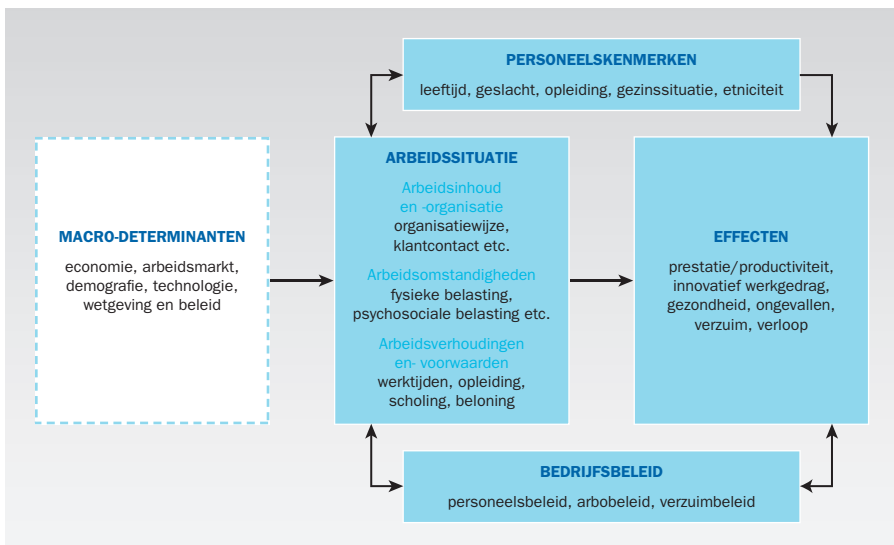 PERSONEELSKENMERKEN
leeftijd, geslacht, opleiding, gezinssituatie, etniciteit
MACRO-DETERMINANTEN
economie, arbeidsmarkt,
demografie, technologie,
wetgeving en beleid
ARBEIDSSITUATIE
Arbeidsinhoud
en -organisatie
organisatiewijze,
klantcontact etc.
Arbeidsomstandigheden
fysieke belasting,
psychosociale belasting etc.
Arbeidsverhoudingen
en- voorwaarden
werktijden, opleiding,
scholing, beloning
EFFECTEN
prestatie/productiviteit,
innovatief werkgedrag,
gezondheid, ongevallen,
verzuim, verloop
BEDRIJFSBELEID
personeelsbeleid, arbobeleid, verzuimbeleid